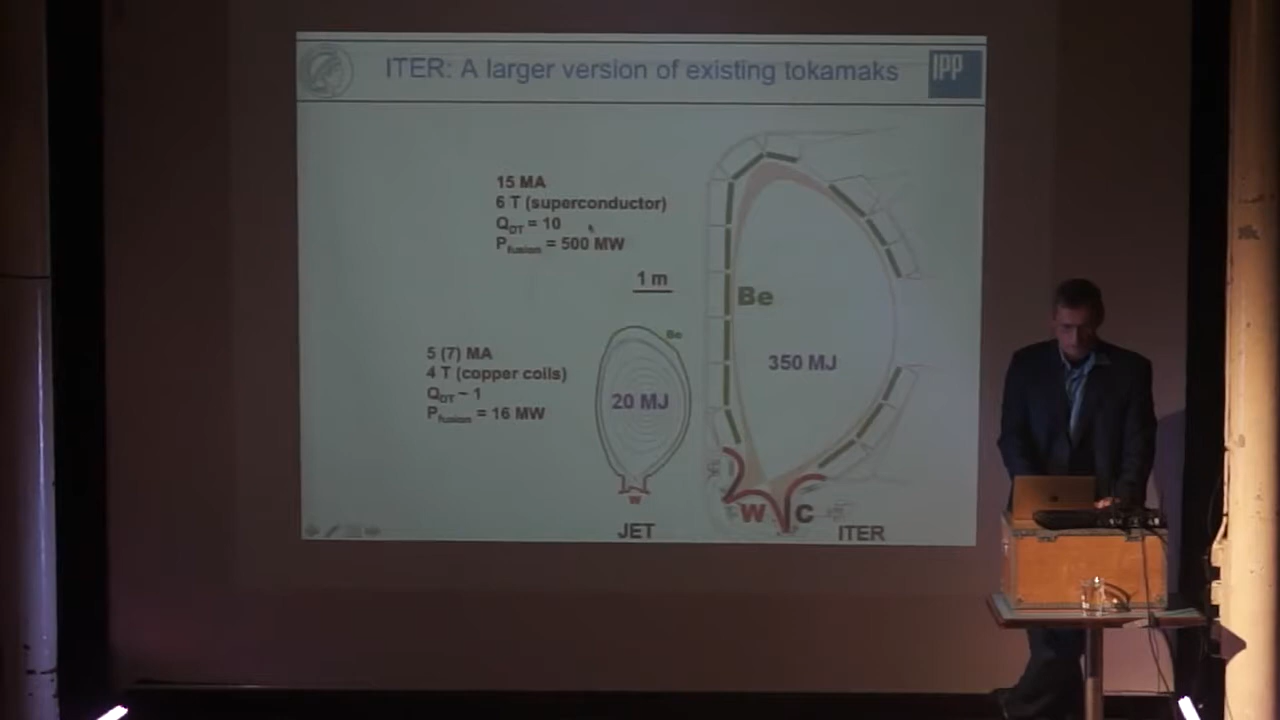 ITER: A larger version of existing tokamaks
IPP
15 MA
6 T (superconductor)
Q_DT = 10
P_fusion = 500 MW
1 m
Be
Be
350 MJ
5 (7) MA
4 T (copper coils)
Q_DT ~ 1
P_fusion = 16 MW
20 MJ
W
W
C
JET
ITER